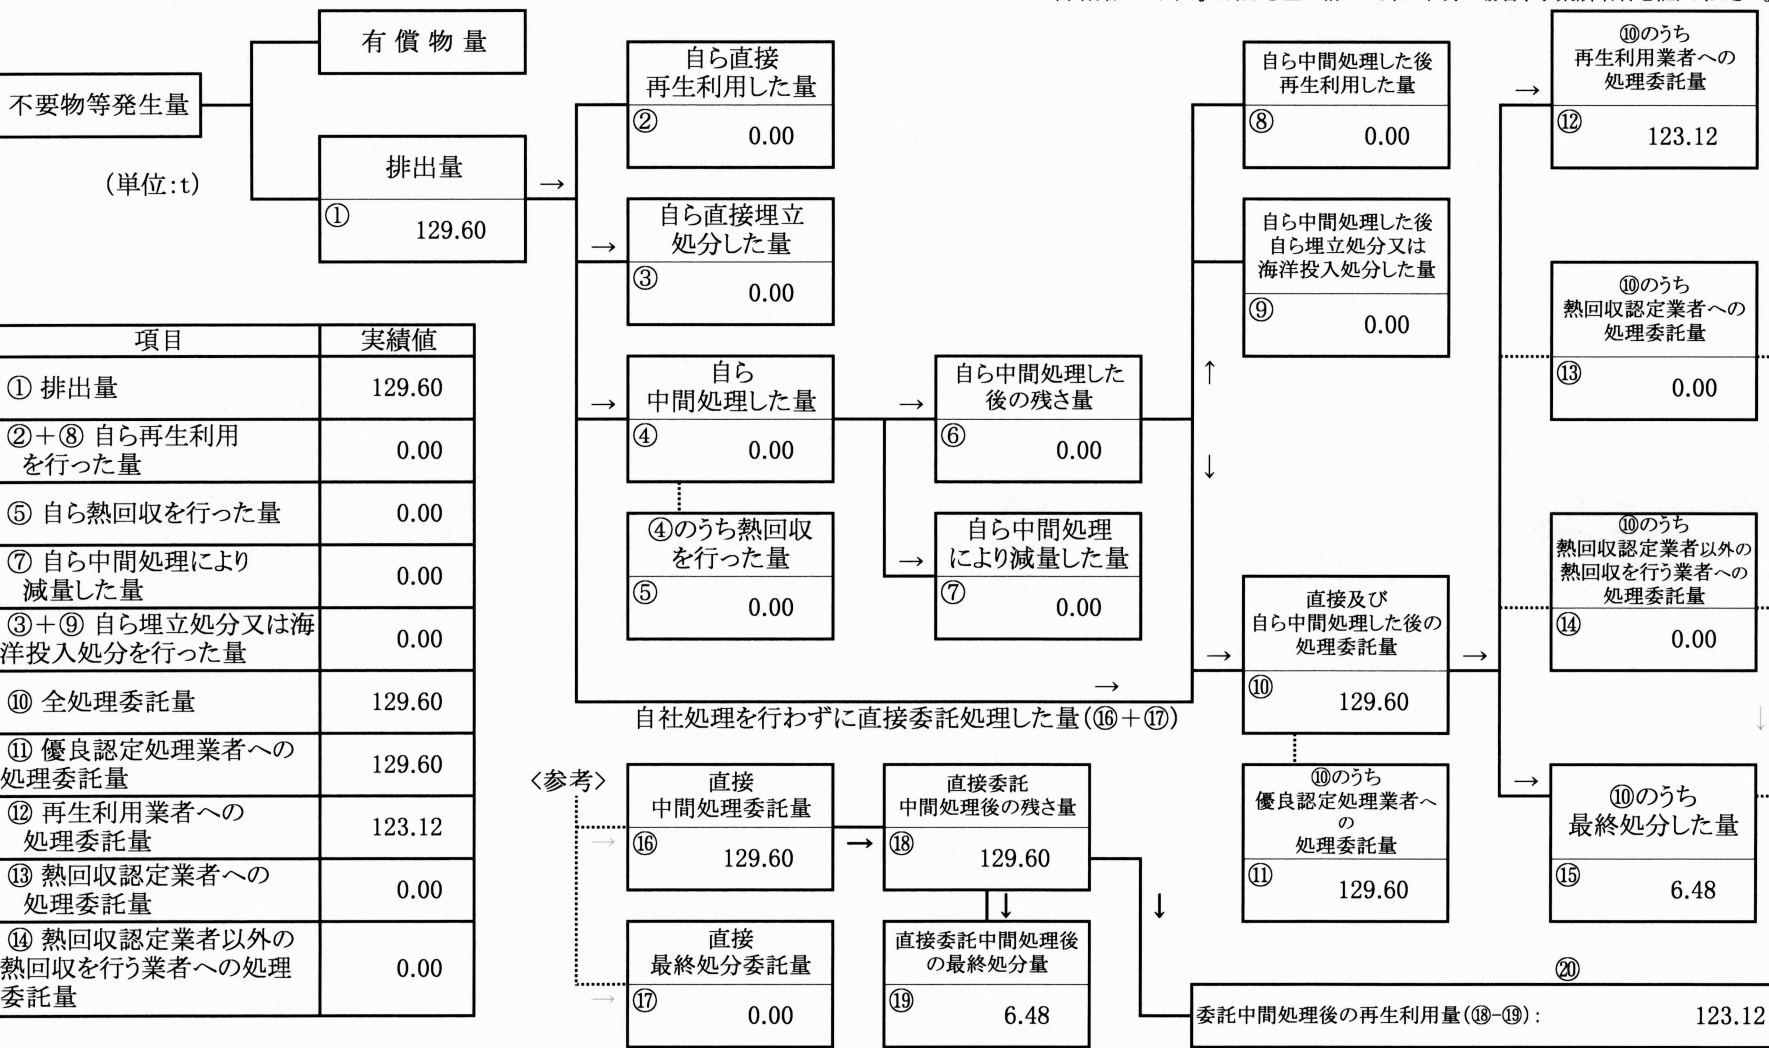 有償物量
不要物等発生量
(単位:t)
排出量
① 129.60
自ら直接
再生利用した量
② 0.00
→
自ら直接埋立
処分した量
→
③ 0.00
自ら
中間処理した量
→
④ 0.00
④のうち熱回収
を行った量
⑤ 0.00
→
自ら中間処理した
後の残さ量
⑥ 0.00
→
自ら中間処理
により減量した量
⑦ 0.00
自ら中間処理した後
再生利用した量
⑧ 0.00
自ら中間処理した後
自ら埋立処分又は
海洋投入処分した量
⑨ 0.00
↑
↓
→
自社処理を行わずに直接委託処理した量(⑯+⑰)
→
直接及び
自ら中間処理した後の
処理委託量
⑩ 129.60
→
⑩のうち
優良認定処理業者へ
の
処理委託量
⑪ 129.60
→
⑩のうち
再生利用業者への
処理委託量
⑫ 123.12
⑩のうち
熱回収認定業者への
処理委託量
⑬ 0.00
⑩のうち
熱回収認定業者以外の
熱回収を行う業者への
処理委託量
⑭ 0.00
↓
→
⑩のうち
最終処分した量
⑮ 6.48
項目 実績値
① 排出量 129.60
②+⑧ 自ら再生利用
を行った量 0.00
⑤ 自ら熱回収を行った量 0.00
⑦ 自ら中間処理により
減量した量 0.00
③+⑨ 自ら埋立処分又は海
洋投入処分を行った量 0.00
⑩ 全処理委託量 129.60
⑪ 優良認定処理業者への
処理委託量 129.60
⑫ 再生利用業者への
処理委託量 123.12
⑬ 熱回収認定業者への
処理委託量 0.00
⑭ 熱回収認定業者以外の
熱回収を行う業者への処理
委託量 0.00
〈参考〉
直接
中間処理委託量
→
⑯ 129.60
→
直接委託
中間処理後の残さ量
⑱ 129.60
↓
↓
直接
最終処分委託量
→
⑰ 0.00
直接委託中間処理後
の最終処分量
⑲ 6.48
⑳
委託中間処理後の再生利用量(⑱-⑲): 123.12